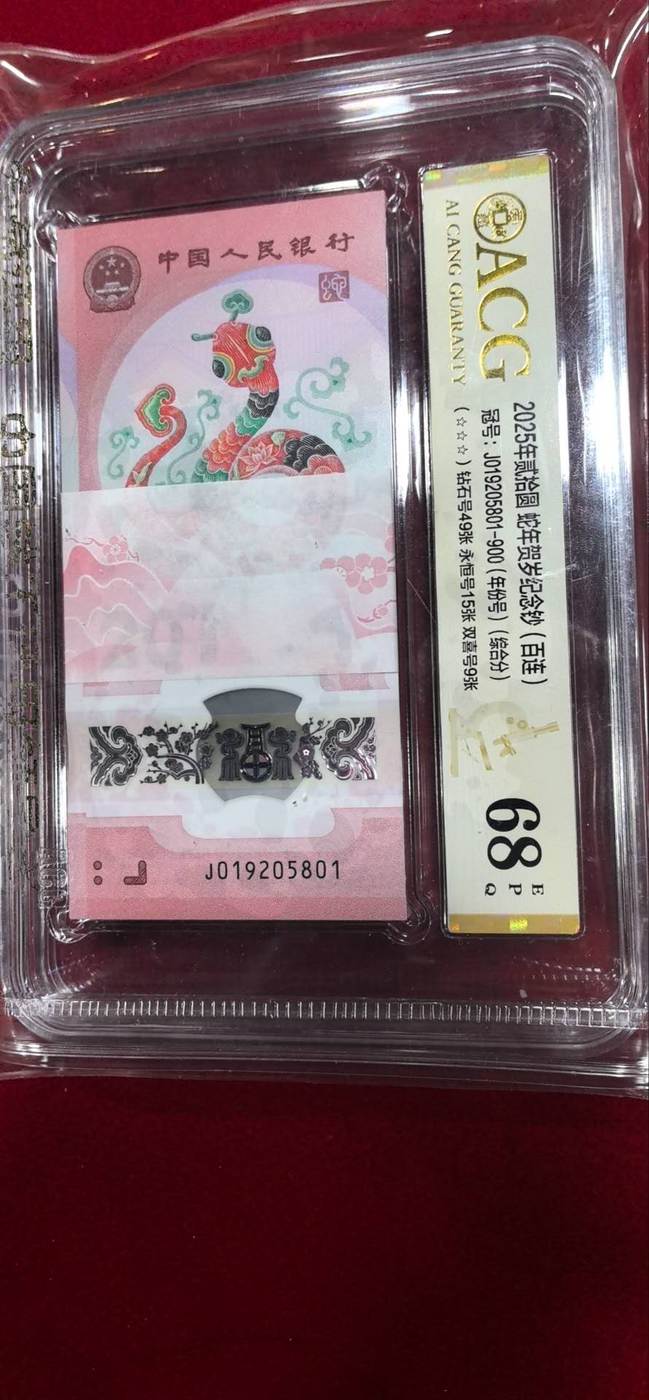 中国人民银行
J019205801
ACG
AI CANG GUARANTY
2025年贰拾圆 蛇年贺岁纪念钞（百连）
冠号：J019205801-900（年份号）（综合分）
（☆☆☆）钻石号49张 永恒号15张 双喜号9张
68
E
P
Q